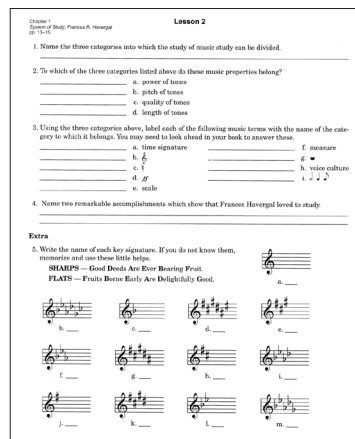 Chapter 1
System of Study; Frances R. Havergal
pp. 13–15
Lesson 2
1. Name the three categories into which the study of music study can be divided.
2. To which of the three categories listed above do these music properties belong?
a. power of tones
b. pitch of tones
c. quality of tones
d. length of tones
3. Using the three categories above, label each of the following music terms with the name of the cate-
gory to which it belongs. You may need to look ahead in your book to answer these.
a. time signature
f. measure
b.
g.
c. ♮
h. voice culture
d. ff
i.
e. scale
4. Name two remarkable accomplishments which show that Frances Havergal loved to study.
Extra
5. Write the name of each key signature. If you do not know them,
memorize and use these little helps.
SHARPS — Good Deeds Are Ever Bearing Fruit.
FLATS — Fruits Borne Early Are Delightfully Good.
a.
b.
c.
d.
e.
f.
g.
h.
i.
j.
k.
l.
m.